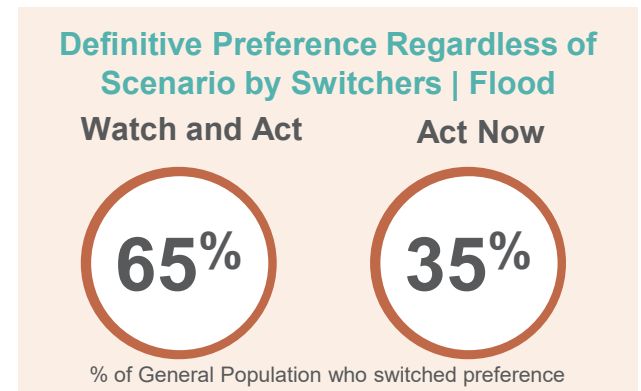 Definitive Preference Regardless of
Scenario by Switchers | Flood
Watch and Act
Act Now
65%
35%
% of General Population who switched preference